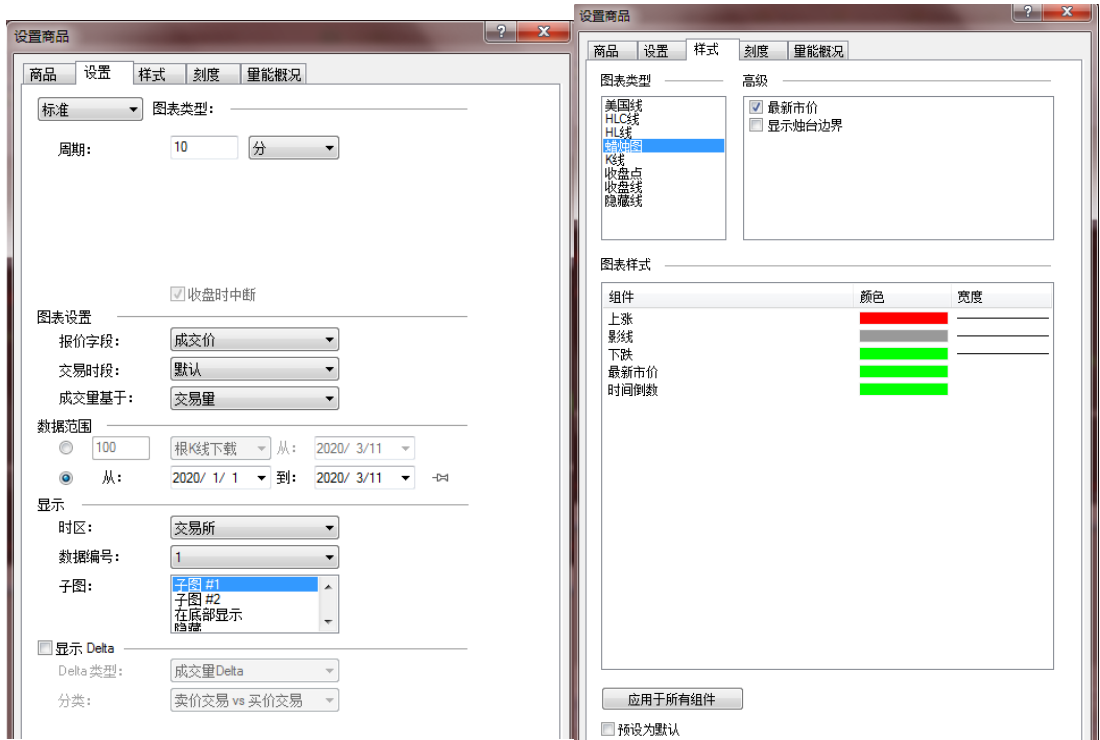 设置商品
商品 设置 样式 刻度 量能概况
标准 图表类型:
周期: 10 分
收盘时中断
图表设置
报价字段: 成交价
交易时段: 默认
成交量基于: 交易量
数据范围
100 根K线下载 从: 2020/ 3/11
从: 2020/ 1/ 1 到: 2020/ 3/11
显示
时区: 交易所
数据编号: 1
子图: 子图 #1
子图 #2
在底部显示
隐藏
显示 Delta
Delta 类型: 成交量Delta
分类: 卖价交易 vs 买价交易
设置商品
商品 设置 样式 刻度 量能概况
图表类型 高级
美国线
HLC线
HL线
蜡烛图
K线
收盘点
收盘线
隐藏线
最新市价
显示烛台边界
图表样式
组件 颜色 宽度
上涨
影线
下跌
最新市价
时间倒数
应用于所有组件
预设为默认